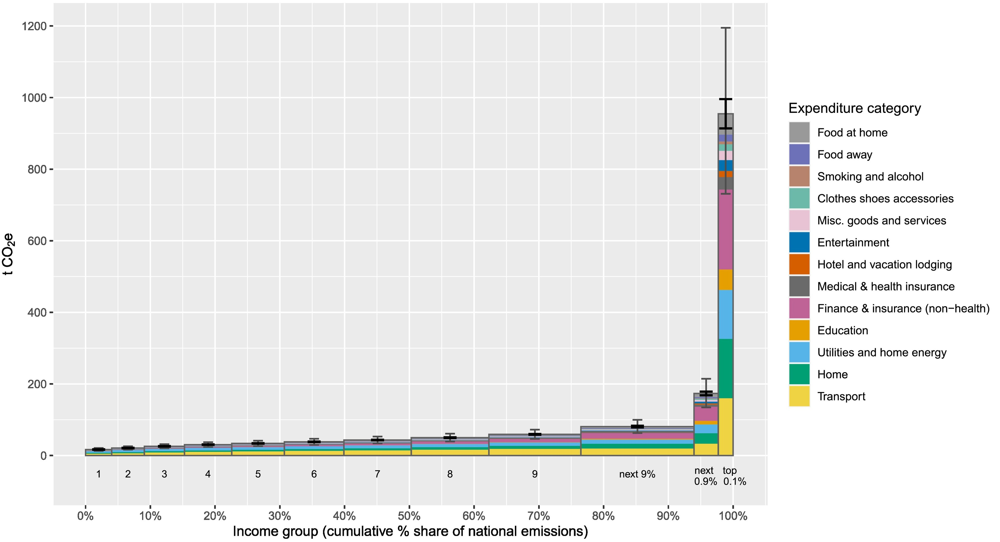 1200
1000
800
600
400
200
0
t CO₂e
1 2 3 4 5 6 7 8 9 next 9% next top
0.9% 0.1%
0% 10% 20% 30% 40% 50% 60% 70% 80% 90% 100%
Income group (cumulative % share of national emissions)
Expenditure category
Food at home
Food away
Smoking and alcohol
Clothes shoes accessories
Misc. goods and services
Entertainment
Hotel and vacation lodging
Medical & health insurance
Finance & insurance (non−health)
Education
Utilities and home energy
Home
Transport